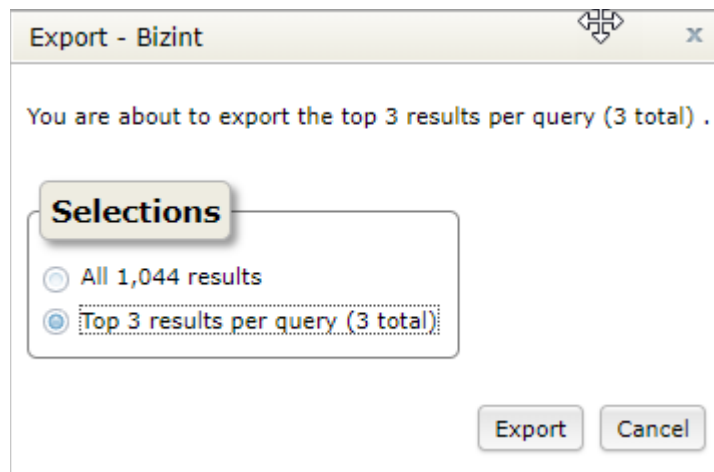 Export - Bizint
x
You are about to export the top 3 results per query (3 total) .
Selections
All 1,044 results
Top 3 results per query (3 total)
Export Cancel